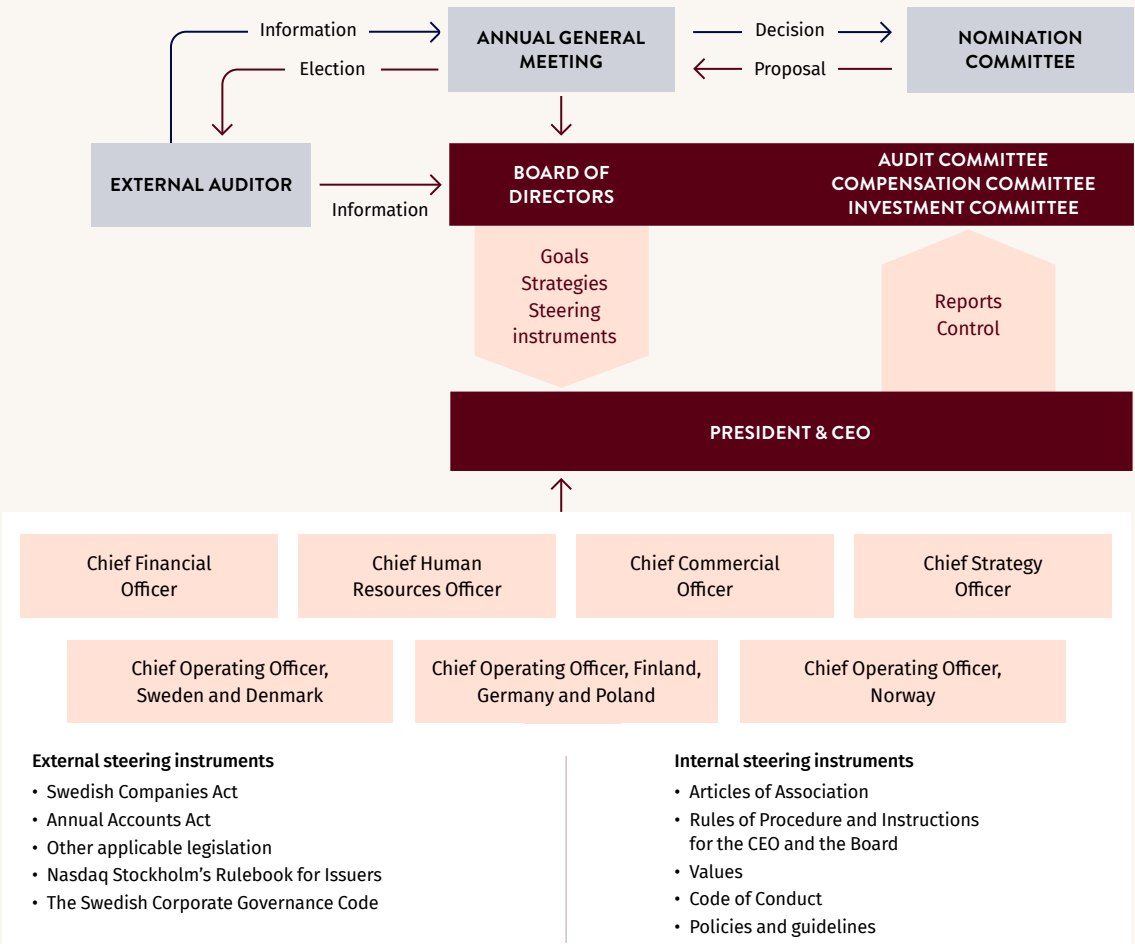 Information
ANNUAL GENERAL
MEETING
Decision
NOMINATION
COMMITTEE
Election
Proposal
EXTERNAL AUDITOR
Information
BOARD OF
DIRECTORS
AUDIT COMMITTEE
COMPENSATION COMMITTEE
INVESTMENT COMMITTEE
Goals
Strategies
Steering
instruments
Reports
Control
PRESIDENT & CEO
Chief Financial
Officer
Chief Human
Resources Officer
Chief Commercial
Officer
Chief Strategy
Officer
Chief Operating Officer,
Sweden and Denmark
Chief Operating Officer, Finland,
Germany and Poland
Chief Operating Officer,
Norway
External steering instruments
• Swedish Companies Act
• Annual Accounts Act
• Other applicable legislation
• Nasdaq Stockholm’s Rulebook for Issuers
• The Swedish Corporate Governance Code
Internal steering instruments
• Articles of Association
• Rules of Procedure and Instructions
for the CEO and the Board
• Values
• Code of Conduct
• Policies and guidelines